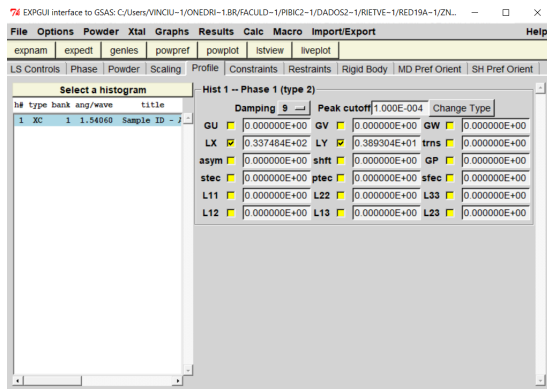 EXPGUI interface to GSAS: C:/Users/VINCIU~1/ONEDRI~1.BR/FACULD~1/PIBIC2~1/DADOS2~1/RIETVE~1/RED19A~1/ZN...
File Options Powder Xtal Graphs Results Calc Macro Import/Export Help
expnam expedt genles powpref powplot lstview liveplot
LS Controls Phase Powder Scaling Profile Constraints Restraints Rigid Body MD Pref Orient SH Pref Orient
Select a histogram
h# type bank ang/wave title
1 XC 1 1.54060 Sample ID - A
Hist 1 -- Phase 1 (type 2)
Damping 9 Peak cutoff 1.000E-004 Change Type
GU 0.000000E+00 GV 0.000000E+00 GW 0.000000E+00
LX 0.337484E+02 LY 0.389304E+01 trns 0.000000E+00
asym 0.000000E+00 shft 0.000000E+00 GP 0.000000E+00
stec 0.000000E+00 ptec 0.000000E+00 sfec 0.000000E+00
L11 0.000000E+00 L22 0.000000E+00 L33 0.000000E+00
L12 0.000000E+00 L13 0.000000E+00 L23 0.000000E+00